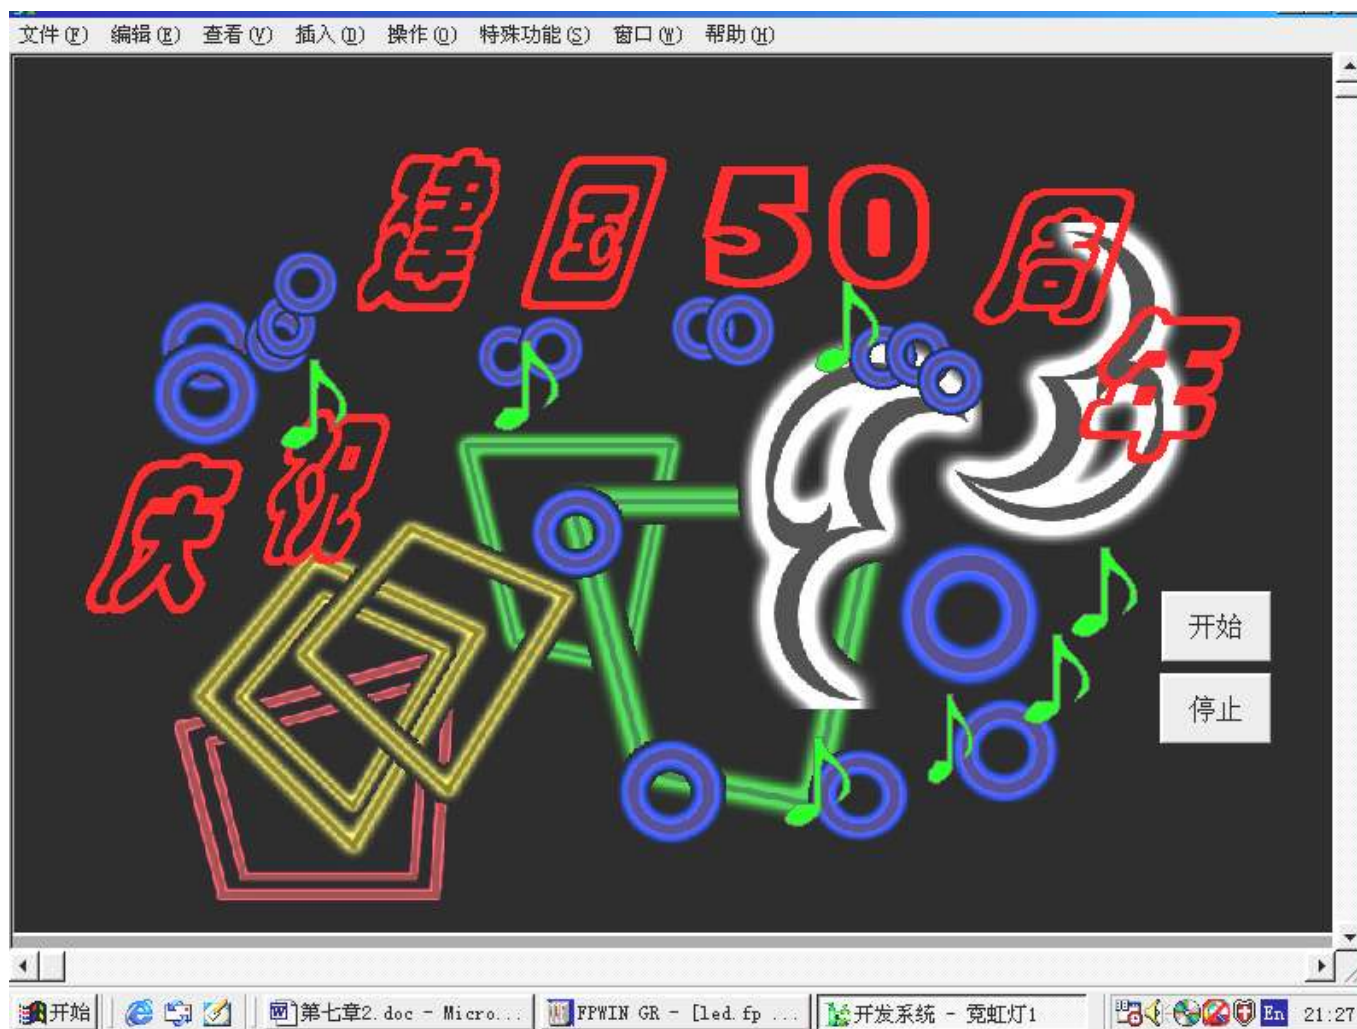 文件(F) 编辑(E) 查看(V) 插入(I) 操作(O) 特殊功能(S) 窗口(W) 帮助(H)
庆祝建国50周年
开始
停止
开始 第七章2.doc - Micro... FPWIN GR - [led.fp ... 开发系统 - 霓虹灯1 En 21:27